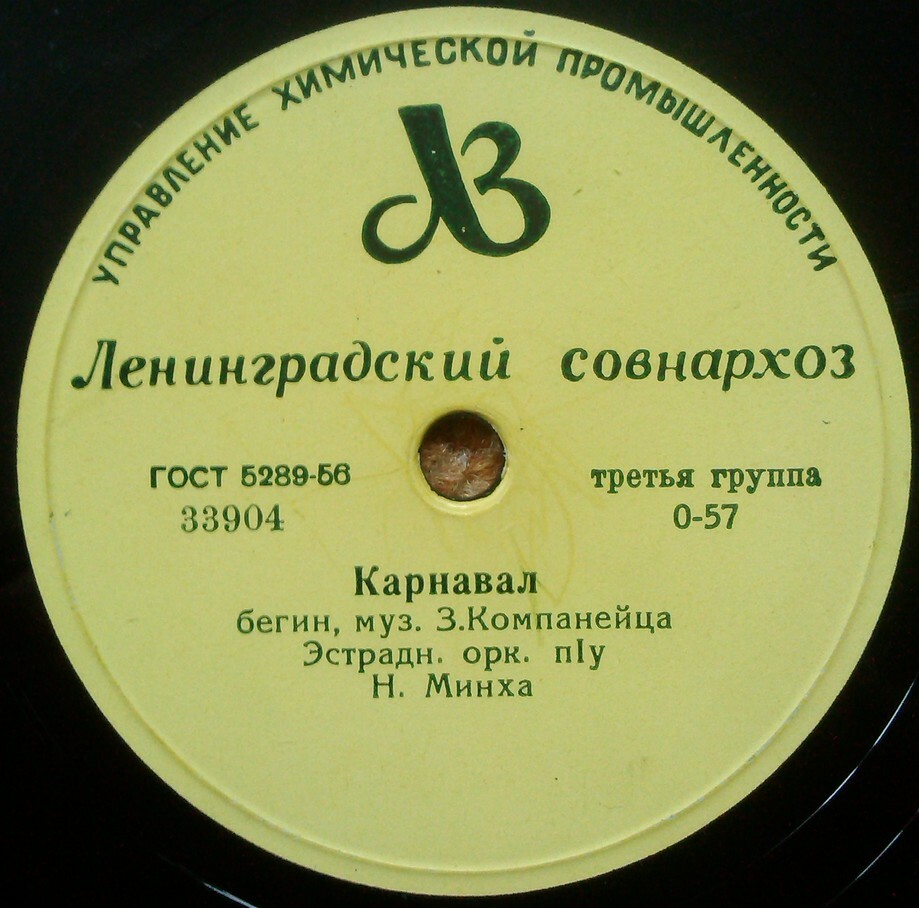 УПРАВЛЕНИЕ ХИМИЧЕСКОЙ ПРОМЫШЛЕННОСТИ
ЛЗ
Ленинградский совнархоз
ГОСТ 5289-56 третья группа
33904 0-57
Карнавал
бегин, муз. З.Компанейца
Эстрадн. орк. п/у
Н. Минха